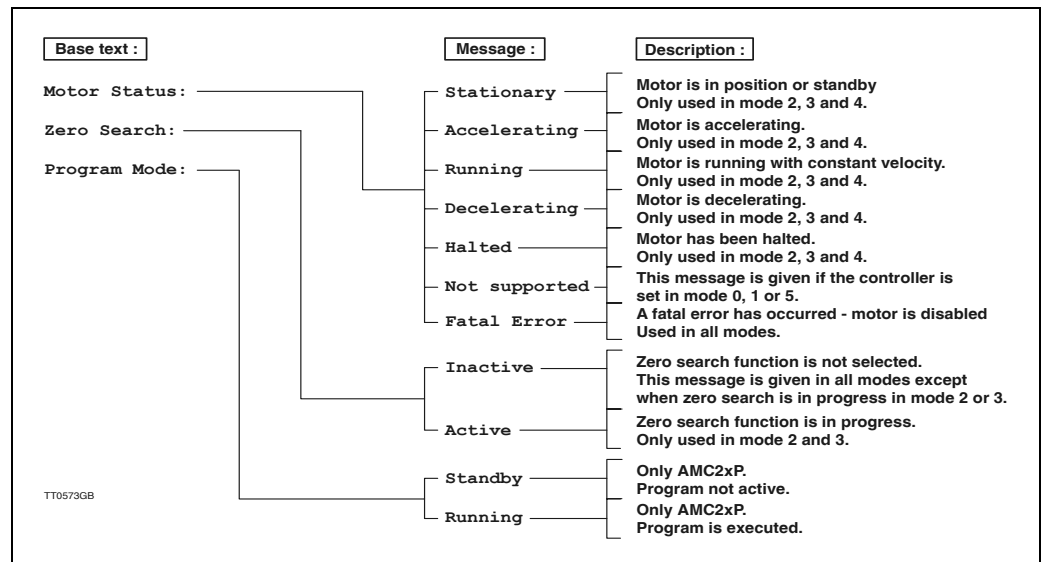 Base text :
Message :
Description :
Motor Status:
Stationary
Motor is in position or standby
Only used in mode 2, 3 and 4.
Zero Search:
Accelerating
Motor is accelerating.
Only used in mode 2, 3 and 4.
Program Mode:
Running
Motor is running with constant velocity.
Only used in mode 2, 3 and 4.
Decelerating
Motor is decelerating.
Only used in mode 2, 3 and 4.
Halted
Motor has been halted.
Only used in mode 2, 3 and 4.
Not supported
This message is given if the controller is
set in mode 0, 1 or 5.
Fatal Error
A fatal error has occurred - motor is disabled
Used in all modes.
Inactive
Zero search function is not selected.
This message is given in all modes except
when zero search is in progress in mode 2 or 3.
Active
Zero search function is in progress.
Only used in mode 2 and 3.
Standby
Only AMC2xP.
Program not active.
Running
Only AMC2xP.
Program is executed.
TT0573GB